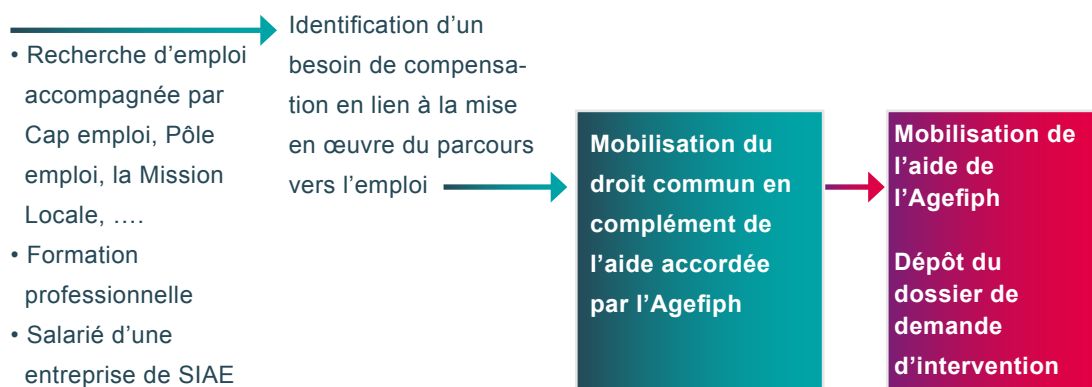 • Recherche d’emploi
accompagnée par
Cap emploi, Pôle
emploi, la Mission
Locale, ….
• Formation
professionnelle
• Salarié d’une
entreprise de SIAE
Identification d’un
besoin de compensa-
tion en lien à la mise
en œuvre du parcours
vers l’emploi
Mobilisation du
droit commun en
complément de
l’aide accordée
par l’Agefiph
Mobilisation de
l’aide de
l’Agefiph
Dépôt du
dossier de
demande
d’intervention